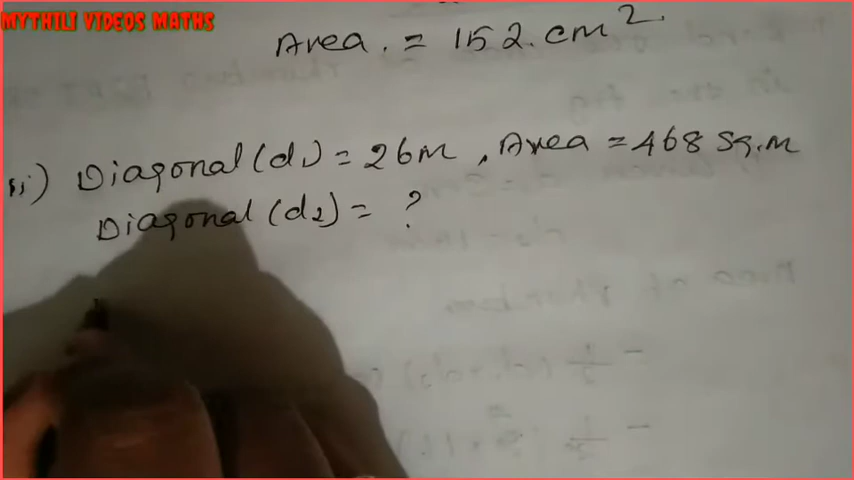 MYTHILI VIDEOS MATHS
Area . = 152. cm2.
ii) Diagonal (d1) = 26m , Area = 468 Sq.m
Diagonal (d2) = ?